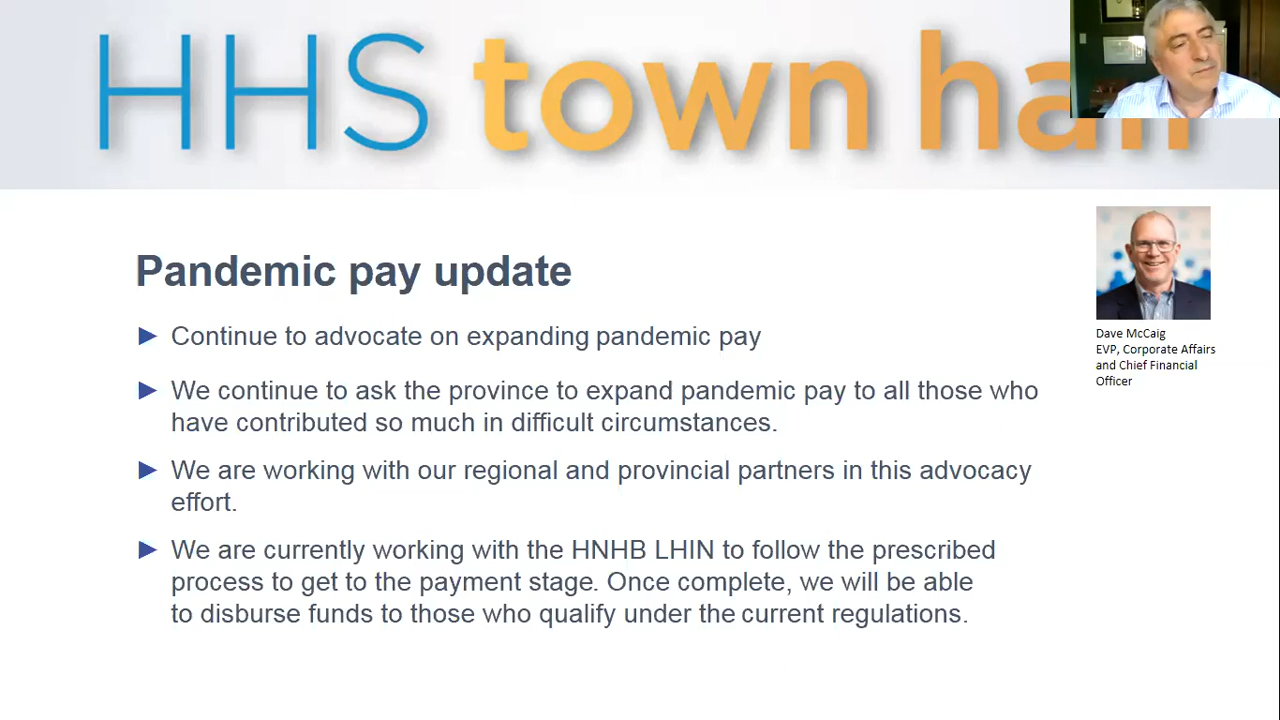 HHS town hall
Pandemic pay update
► Continue to advocate on expanding pandemic pay
► We continue to ask the province to expand pandemic pay to all those who
have contributed so much in difficult circumstances.
► We are working with our regional and provincial partners in this advocacy
effort.
► We are currently working with the HNHB LHIN to follow the prescribed
process to get to the payment stage. Once complete, we will be able
to disburse funds to those who qualify under the current regulations.
Dave McCaig
EVP, Corporate Affairs
and Chief Financial
Officer